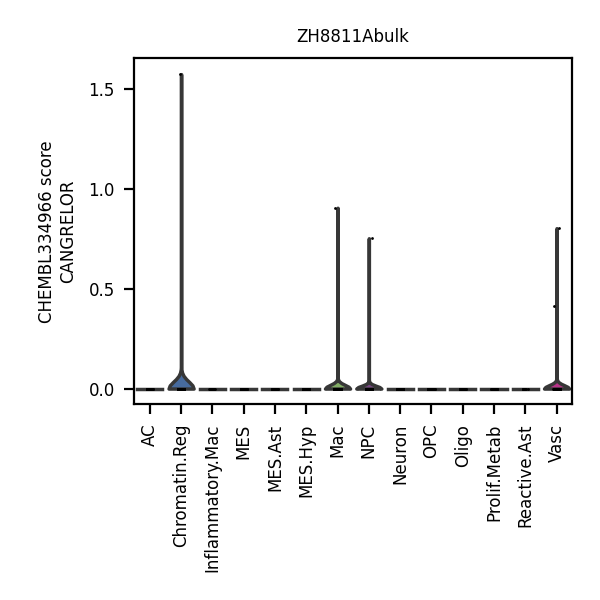 ZH8811Abulk
CHEMBL334966 score
CANGRELOR
1.5
1.0
0.5
0.0
AC
Chromatin.Reg
Inflammatory.Mac
MES
MES.Ast
MES.Hyp
Mac
NPC
Neuron
OPC
Oligo
Prolif.Metab
Reactive.Ast
Vasc